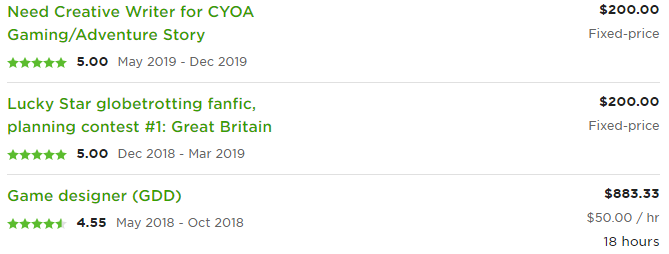 Need Creative Writer for CYOA $200.00
Gaming/Adventure Story Fixed-price
5.00 May 2019 - Dec 2019
Lucky Star globetrotting fanfic, $200.00
planning contest #1: Great Britain Fixed-price
5.00 Dec 2018 - Mar 2019
Game designer (GDD) $883.33
4.55 May 2018 - Oct 2018 $50.00 / hr
18 hours